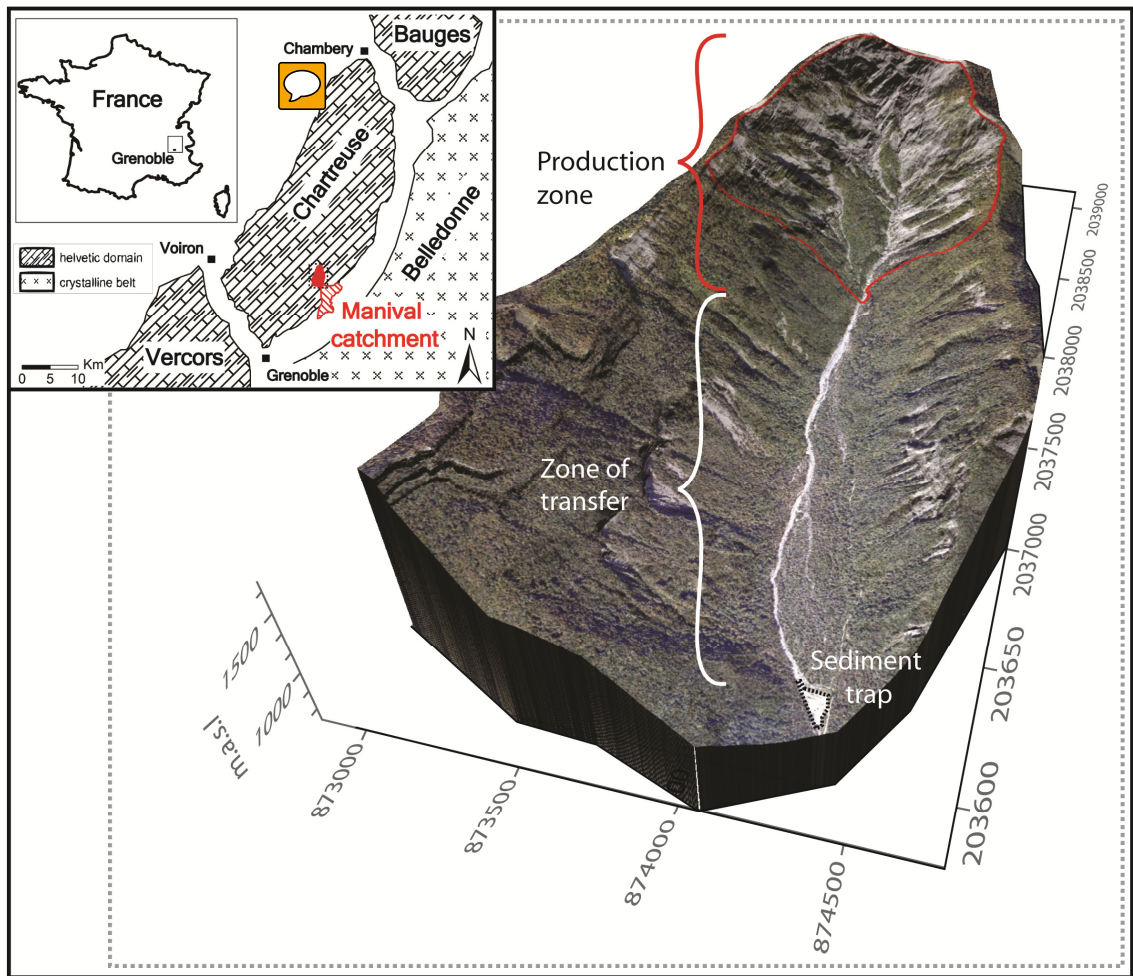 France
Grenoble
Chambery
Bauges
Chartreuse
Belledonne
Voiron
helvetic domain
crystalline belt
Manival
catchment
Vercors
N
Km
0 5 10
Grenoble
Production
zone
Zone of
transfer
Sediment
trap
2039000
2038500
2038000
2037500
2037000
203650
203600
1500
1000
m.a.s.l
873000
873500
874000
874500